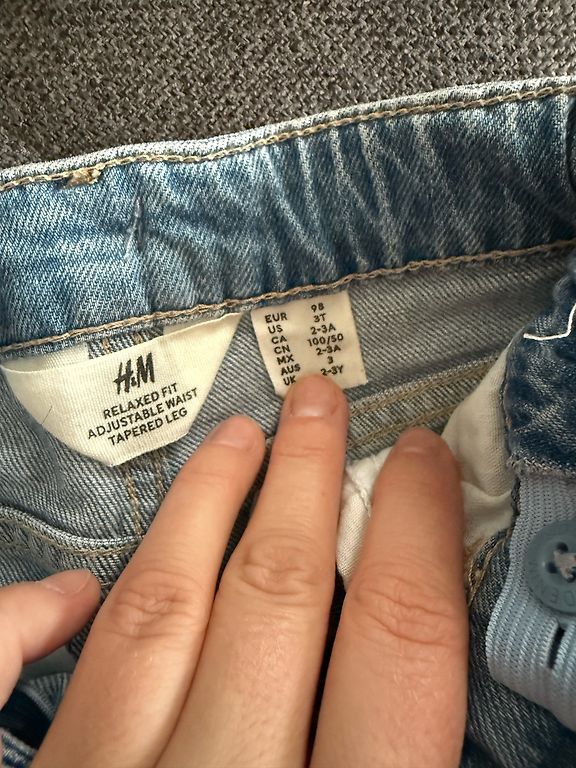 H&M
RELAXED FIT
ADJUSTABLE WAIST
TAPERED LEG
EUR 98
US 3T
CA 2-3A
CN 100/50
MX 2-3A
AUS 3
UK 2-3Y